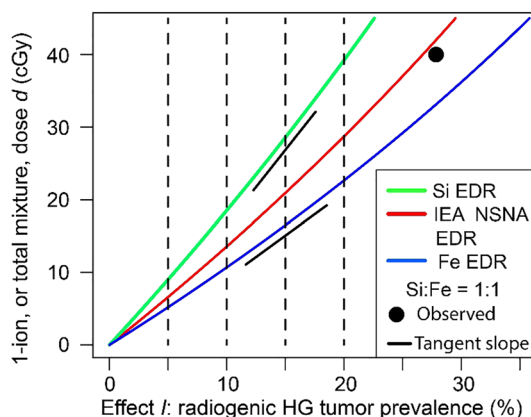 1-ion, or total mixture, dose d (cGy)
40
30
20
10
0
Si EDR
IEA NSNA
EDR
Fe EDR
Si:Fe = 1:1
Observed
Tangent slope
0
10
20
30
Effect I: radiogenic HG tumor prevalence (%)